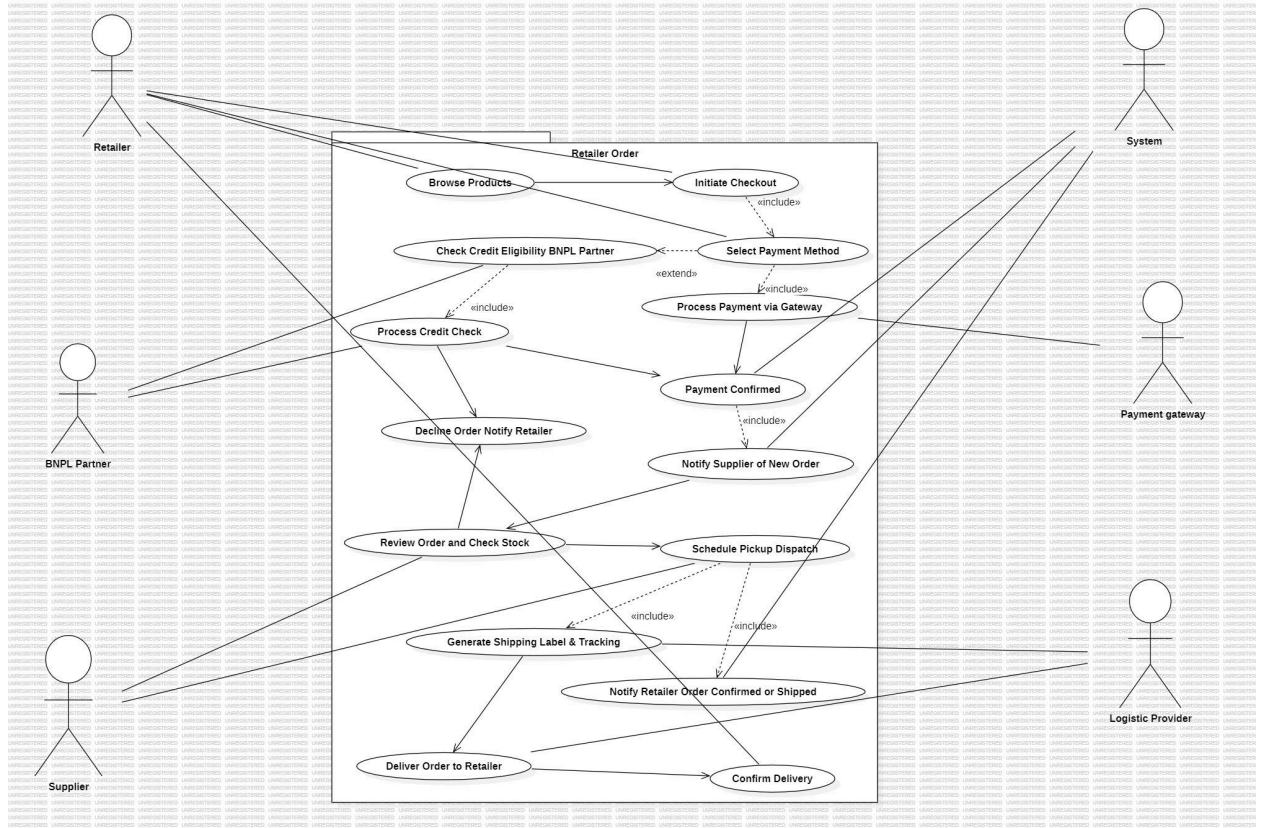 Retailer
System
Retailer Order
Browse Products
Initiate Checkout
«include»
Check Credit Eligibility BNPL Partner
Select Payment Method
«extend»
«include»
Process Payment via Gateway
«include»
Process Credit Check
Payment Confirmed
Payment gateway
«include»
Decline Order Notify Retailer
BNPL Partner
Notify Supplier of New Order
Review Order and Check Stock
Schedule Pickup Dispatch
«include»
«include»
Generate Shipping Label & Tracking
Notify Retailer Order Confirmed or Shipped
Logistic Provider
Deliver Order to Retailer
Confirm Delivery
Supplier
UNREGISTERED